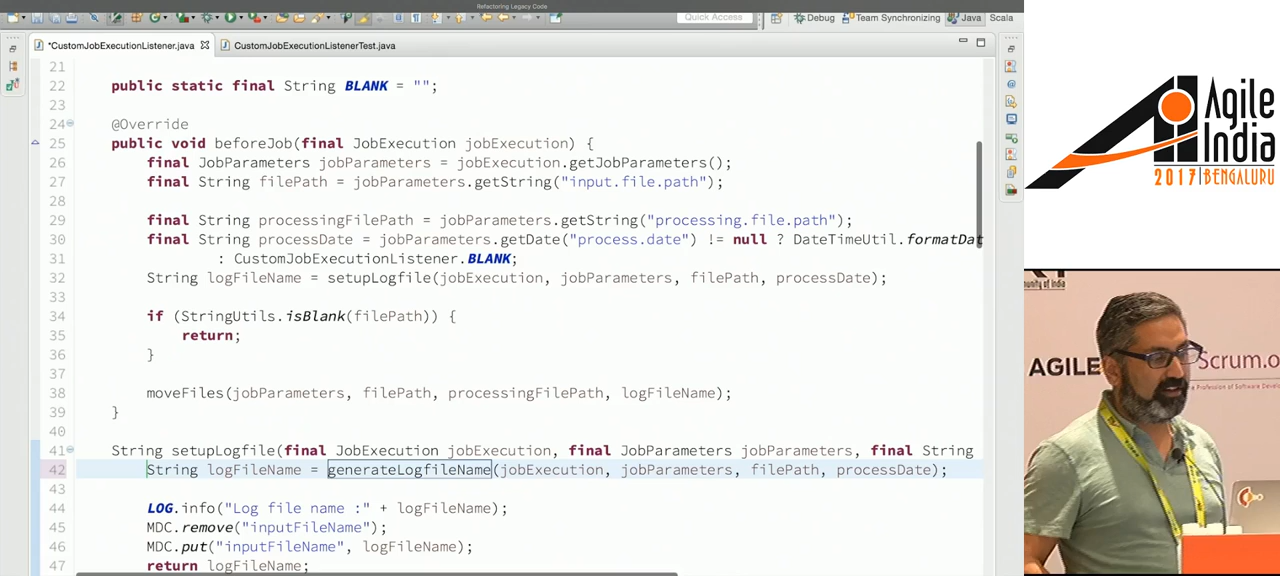 Refactoring Legacy Code
Quick Access
Debug
Team Synchronizing
Java
Scala
*CustomJobExecutionListener.java
CustomJobExecutionListenerTest.java
21
22 public static final String BLANK = "";
23
24 @Override
25 public void beforeJob(final JobExecution jobExecution) {
26 final JobParameters jobParameters = jobExecution.getJobParameters();
27 final String filePath = jobParameters.getString("input.file.path");
28
29 final String processingFilePath = jobParameters.getString("processing.file.path");
30 final String processDate = jobParameters.getDate("process.date") != null ? DateTimeUtil.formatDat
31 : CustomJobExecutionListener.BLANK;
32 String logFileName = setupLogfile(jobExecution, jobParameters, filePath, processDate);
33
34 if (StringUtils.isBlank(filePath)) {
35 return;
36 }
37
38 moveFiles(jobParameters, filePath, processingFilePath, logFileName);
39 }
40
41 String setupLogfile(final JobExecution jobExecution, final JobParameters jobParameters, final String
42 String logFileName = generateLogfileName(jobExecution, jobParameters, filePath, processDate);
43
44 LOG.info("Log file name :" + logFileName);
45 MDC.remove("inputFileName");
46 MDC.put("inputFileName", logFileName);
47 return logFileName;
Agile
India
2017 | BENGALURU
AGILE
Scrum.o